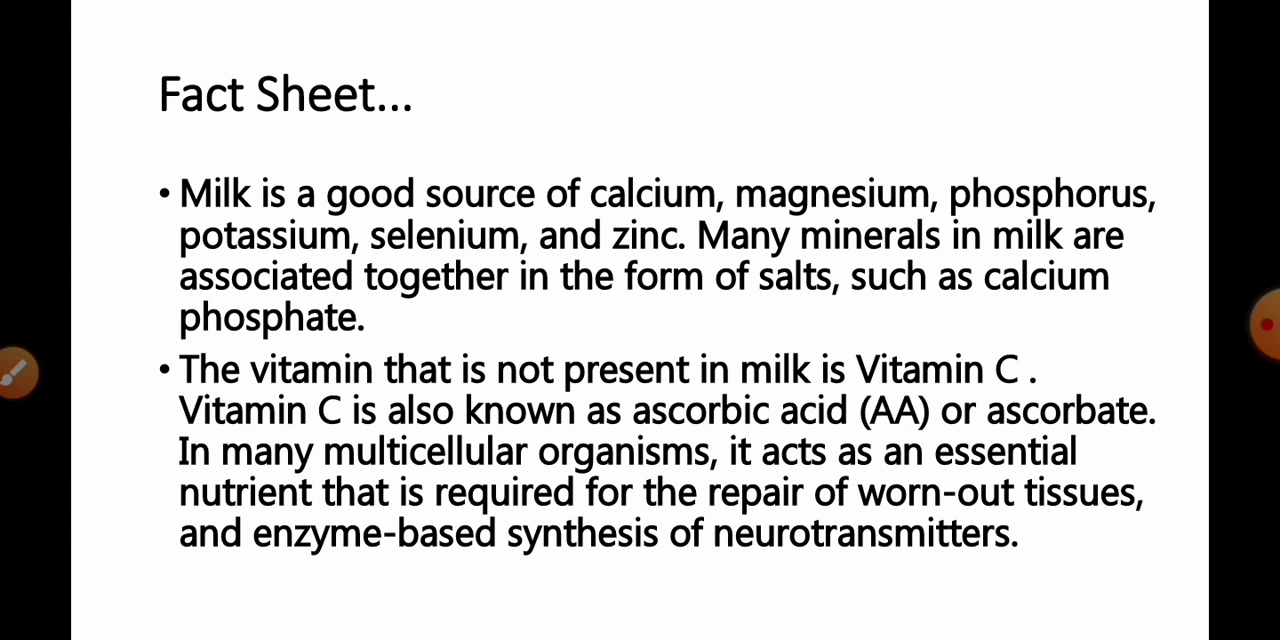 Fact Sheet...
• Milk is a good source of calcium, magnesium, phosphorus,
potassium, selenium, and zinc. Many minerals in milk are
associated together in the form of salts, such as calcium
phosphate.
• The vitamin that is not present in milk is Vitamin C .
Vitamin C is also known as ascorbic acid (AA) or ascorbate.
In many multicellular organisms, it acts as an essential
nutrient that is required for the repair of worn-out tissues,
and enzyme-based synthesis of neurotransmitters.